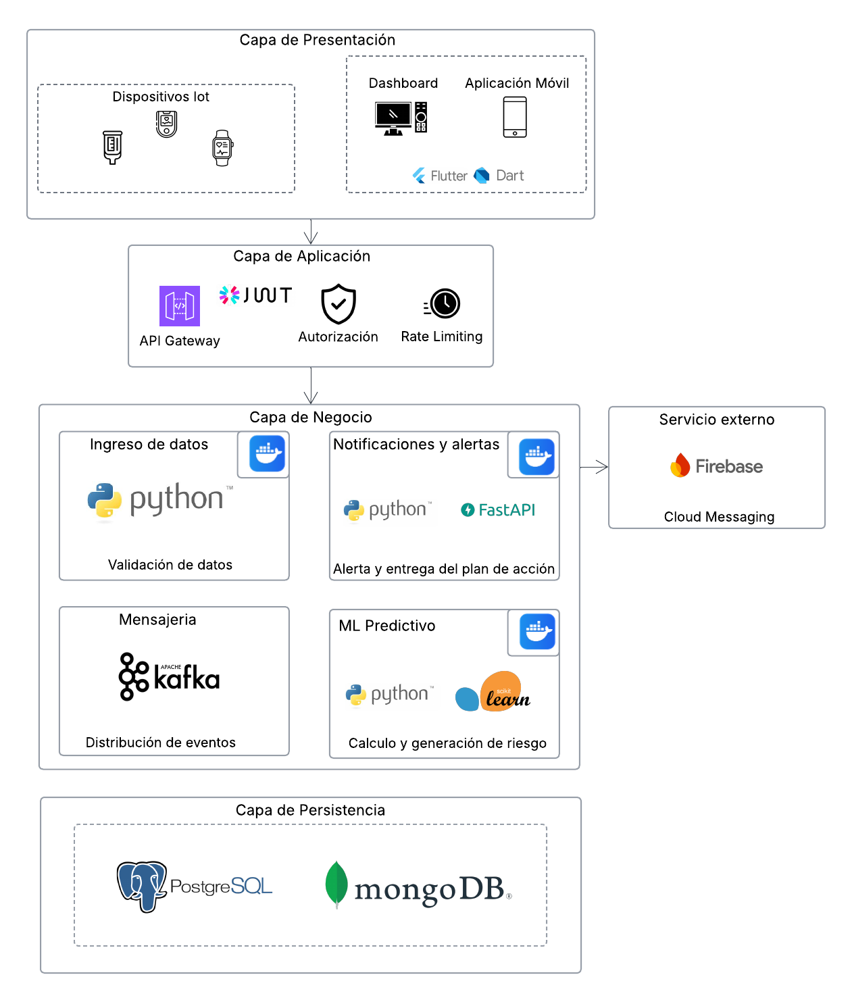 Capa de Presentación
Dispositivos Iot
Dashboard
Aplicación Móvil
Flutter
Dart
Capa de Aplicación
JWT
API Gateway
</>
Autorización
Rate Limiting
Capa de Negocio
Ingreso de datos
python™
Validación de datos
Notificaciones y alertas
python™
FastAPI
Alerta y entrega del plan de acción
Servicio externo
Firebase
Cloud Messaging
Mensajeria
APACHE
kafka
Distribución de eventos
ML Predictivo
python™
scikit
learn
Calculo y generación de riesgo
Capa de Persistencia
PostgreSQL
mongoDB®